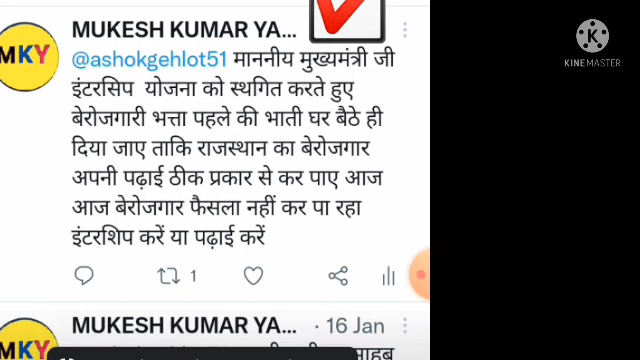 MKY
MUKESH KUMAR YA...
@ashokgehlot51 माननीय मुख्यमंत्री जी
इंटरसिप योजना को स्थगित करते हुए
बेरोजगारी भत्ता पहले की भाती घर बैठे ही
दिया जाए ताकि राजस्थान का बेरोजगार
अपनी पढ़ाई ठीक प्रकार से कर पाए आज
आज बेरोजगार फैसला नहीं कर पा रहा
इंटरशिप करें या पढ़ाई करें
1
MKY
MUKESH KUMAR YA... · 16 Jan
साहब
KINEMASTER